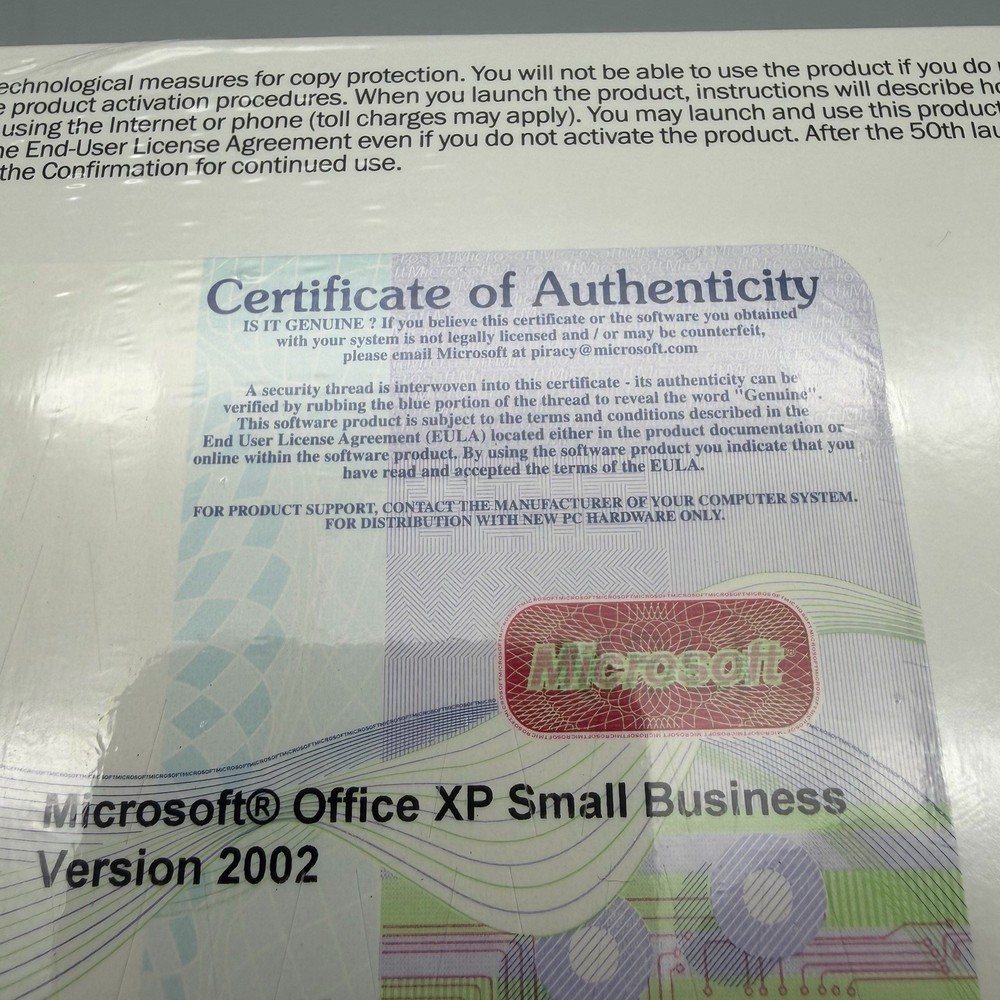 echnological measures for copy protection. You will not be able to use the product if you do
e product activation procedures. When you launch the product, instructions will describe ho
using the Internet or phone (toll charges may apply). You may launch and use this product
he End-User License Agreement even if you do not activate the product. After the 50th lau
the Confirmation for continued use.
Certificate of Authenticity
IS IT GENUINE ? If you believe this certificate or the software you obtained
with your system is not legally licensed and / or may be counterfeit,
please email Microsoft at piracy@microsoft.com
A security thread is interwoven into this certificate - its authenticity can be
verified by rubbing the blue portion of the thread to reveal the word "Genuine".
This software product is subject to the terms and conditions described in the
End User License Agreement (EULA) located either in the product documentation or
online within the software product. By using the software product you indicate that you
have read and accepted the terms of the EULA.
FOR PRODUCT SUPPORT, CONTACT THE MANUFACTURER OF YOUR COMPUTER SYSTEM.
FOR DISTRIBUTION WITH NEW PC HARDWARE ONLY.
Microsoft
Microsoft® Office XP Small Business
Version 2002